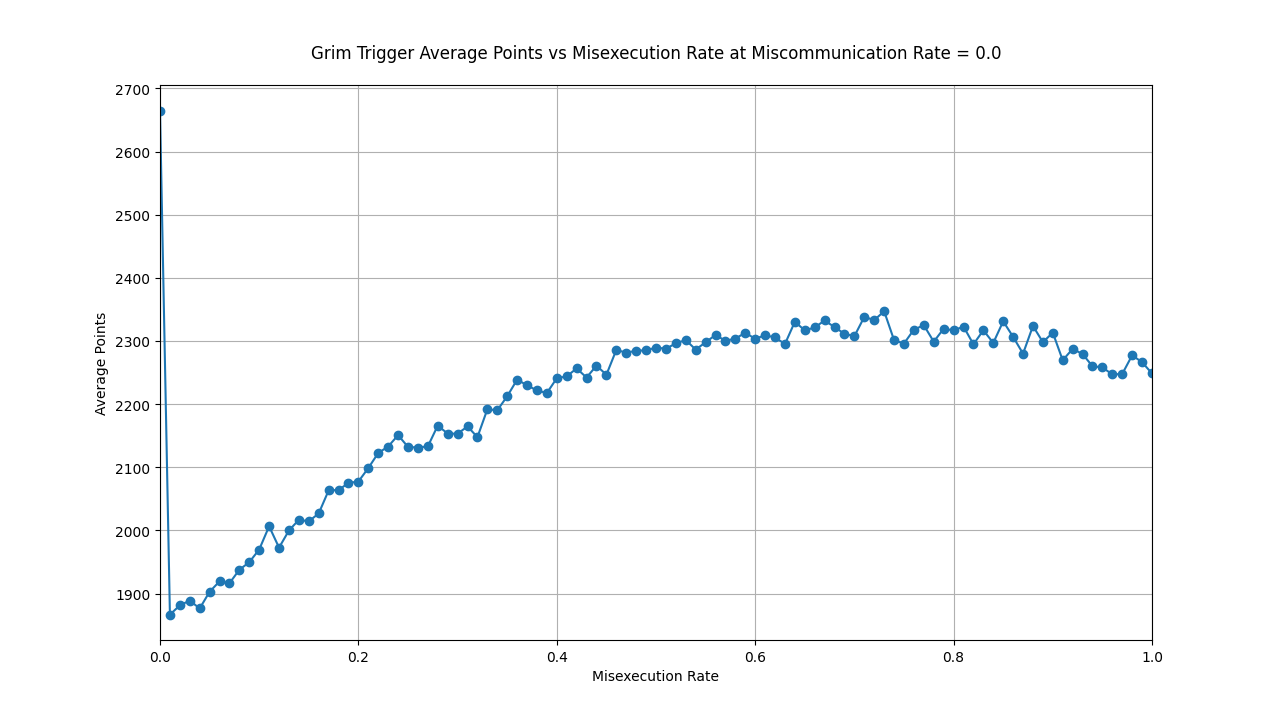 Grim Trigger Average Points vs Misexecution Rate at Miscommunication Rate = 0.0
2700
2600
2500
2400
2300
2200
2100
2000
1900
Average Points
0.0 0.2 0.4 0.6 0.8 1.0
Misexecution Rate